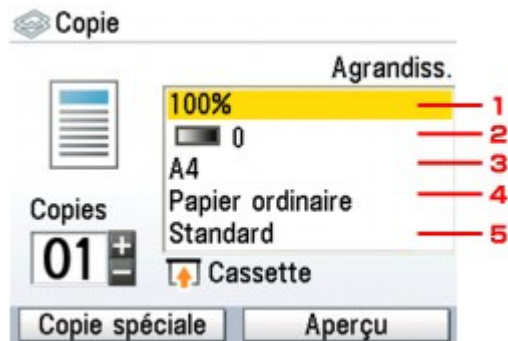 Copie
Agrandiss.
100% 1
0 2
A4 3
Papier ordinaire 4
Standard 5
Copies
01 + -
Cassette
Copie spéciale Aperçu